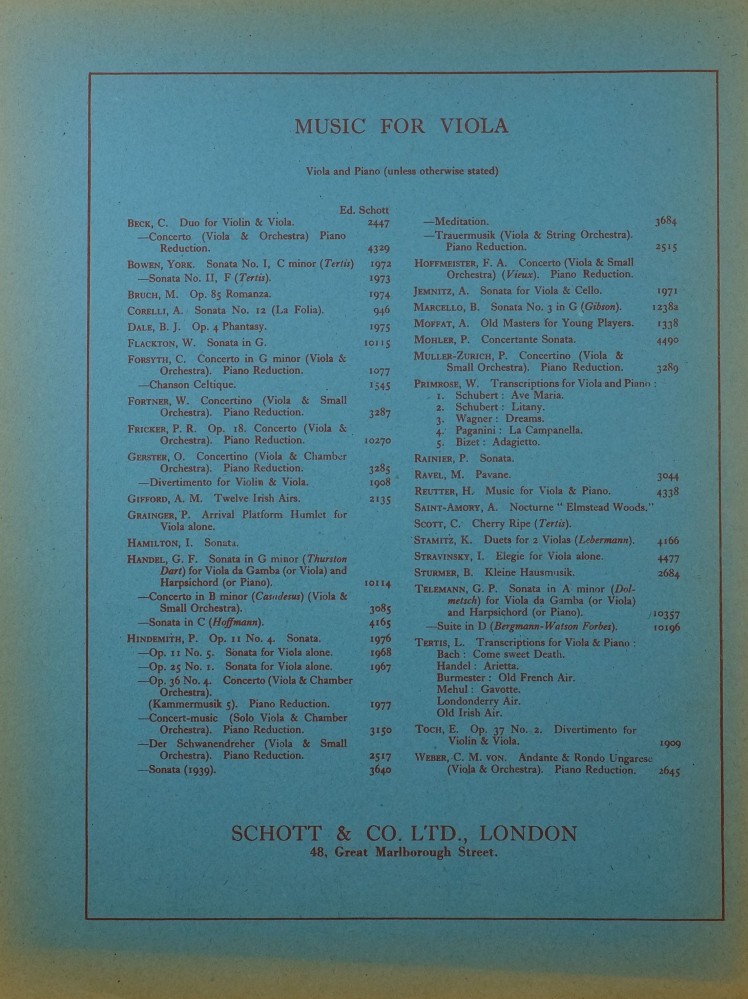 MUSIC FOR VIOLA
Viola and Piano (unless otherwise stated)
Ed. Schott
BECK, C. Duo for Violin & Viola. 2447
—Concerto (Viola & Orchestra) Piano
Reduction. 4329
BOWEN, YORK. Sonata No. I, C minor (Tertis) 1972
—Sonata No. II, F (Tertis). 1973
BRUCH, M. Op. 85 Romanza. 1974
CORELLI, A. Sonata No. 12 (La Folia). 946
DALE, B. J. Op. 4 Phantasy. 1975
FLACKTON, W. Sonata in G. 10115
FORSYTH, C. Concerto in G minor (Viola &
Orchestra). Piano Reduction. 1077
—Chanson Celtique. 1545
FORTNER, W. Concertino (Viola & Small
Orchestra). Piano Reduction. 3287
FRICKER, P. R. Op. 18. Concerto (Viola &
Orchestra). Piano Reduction. 10270
GERSTER, O. Concertino (Viola & Chamber
Orchestra). Piano Reduction. 3285
—Divertimento for Violin & Viola. 1908
GIFFORD, A. M. Twelve Irish Airs. 2135
GRAINGER, P. Arrival Platform Humlet for
Viola alone.
HAMILTON, I. Sonata.
HANDEL, G. F. Sonata in G minor (Thurston
Dart) for Viola da Gamba (or Viola) and
Harpsichord (or Piano). 10114
—Concerto in B minor (Casadesus) (Viola &
Small Orchestra). 3085
—Sonata in C (Hoffmann). 4165
HINDEMITH, P. Op. 11 No. 4. Sonata. 1976
—Op. 11 No. 5. Sonata for Viola alone. 1968
—Op. 25 No. 1. Sonata for Viola alone. 1967
—Op. 36 No. 4. Concerto (Viola & Chamber
Orchestra).
(Kammermusik 5). Piano Reduction. 1977
—Concert-music (Solo Viola & Chamber
Orchestra). Piano Reduction. 3150
—Der Schwanendreher (Viola & Small
Orchestra). Piano Reduction. 2517
—Sonata (1939). 3640
—Meditation. 3684
—Trauermusik (Viola & String Orchestra).
Piano Reduction. 2515
HOFFMEISTER, F. A. Concerto (Viola & Small
Orchestra) (Vieux). Piano Reduction.
JEMNITZ, A. Sonata for Viola & Cello. 1971
MARCELLO, B. Sonata No. 3 in G (Gibson). 1238a
MOFFAT, A. Old Masters for Young Players. 1338
MOHLER, P. Concertante Sonata. 4490
MULLER-ZURICH, P. Concertino (Viola &
Small Orchestra). Piano Reduction. 3289
PRIMROSE, W. Transcriptions for Viola and Piano :
1. Schubert : Ave Maria.
2. Schubert : Litany.
3. Wagner : Dreams.
4. Paganini : La Campanella.
5. Bizet : Adagietto.
RAINIER, P. Sonata.
RAVEL, M. Pavane. 3044
REUTTER, H. Music for Viola & Piano. 4338
SAINT-AMORY, A. Nocturne " Elmstead Woods."
SCOTT, C. Cherry Ripe (Tertis).
STAMITZ, K. Duets for 2 Violas (Lebermann). 4166
STRAVINSKY, I. Elegie for Viola alone. 4477
STURMER, B. Kleine Hausmusik. 2684
TELEMANN, G. P. Sonata in A minor (Dol-
metsch) for Viola da Gamba (or Viola)
and Harpsichord (or Piano). 10357
—Suite in D (Bergmann-Watson Forbes). 10196
TERTIS, L. Transcriptions for Viola & Piano :
Bach : Come sweet Death.
Handel : Arietta.
Burmester : Old French Air.
Mehul : Gavotte.
Londonderry Air.
Old Irish Air.
TOCH, E. Op. 37 No. 2. Divertimento for
Violin & Viola. 1909
WEBER, C. M. VON. Andante & Rondo Ungarese
(Viola & Orchestra). Piano Reduction. 2645
SCHOTT & CO. LTD., LONDON
48, Great Marlborough Street.